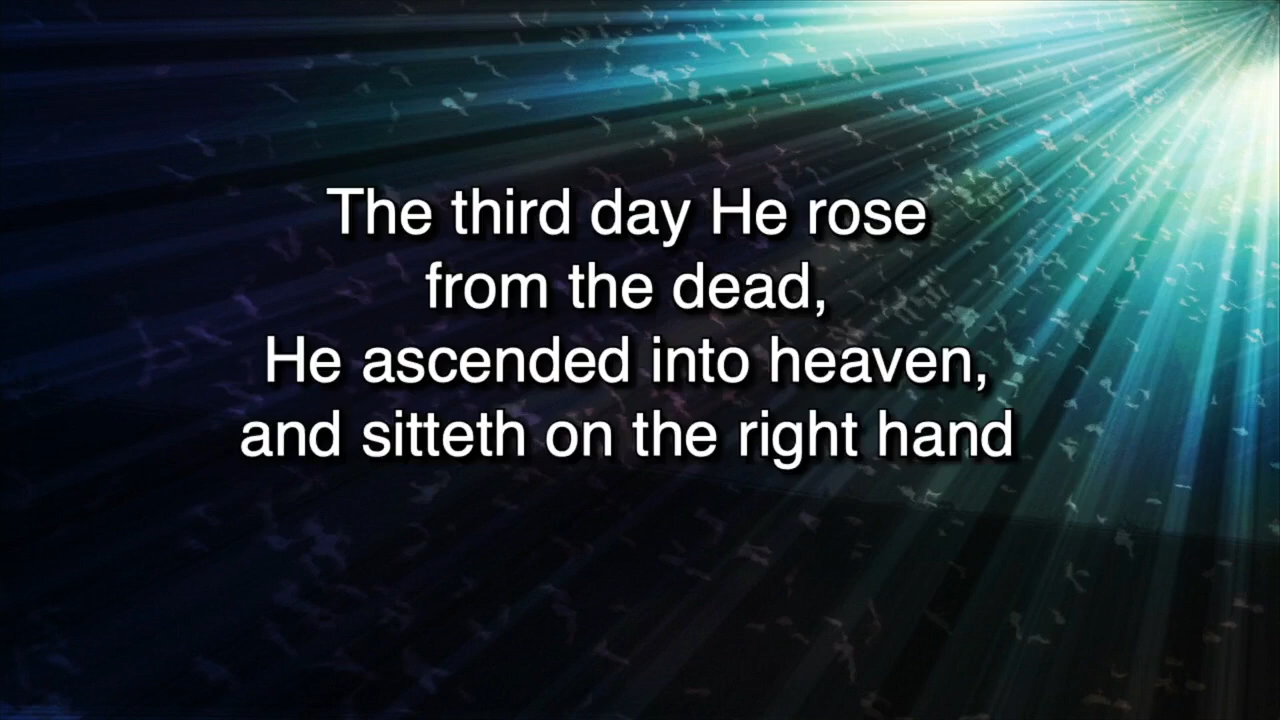 The third day He rose
from the dead,
He ascended into heaven,
and sitteth on the right hand